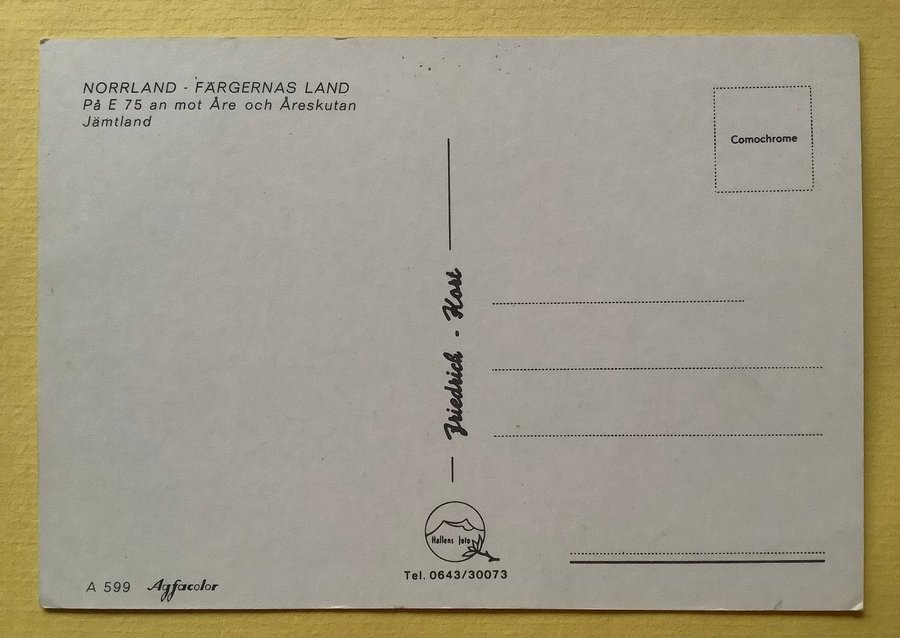 NORRLAND - FÄRGERNAS LAND
På E 75 an mot Åre och Åreskutan
Jämtland
Comochrome
Friedrich - Kort
Hallens foto
Tel. 0643/30073
A 599 Agfacolor